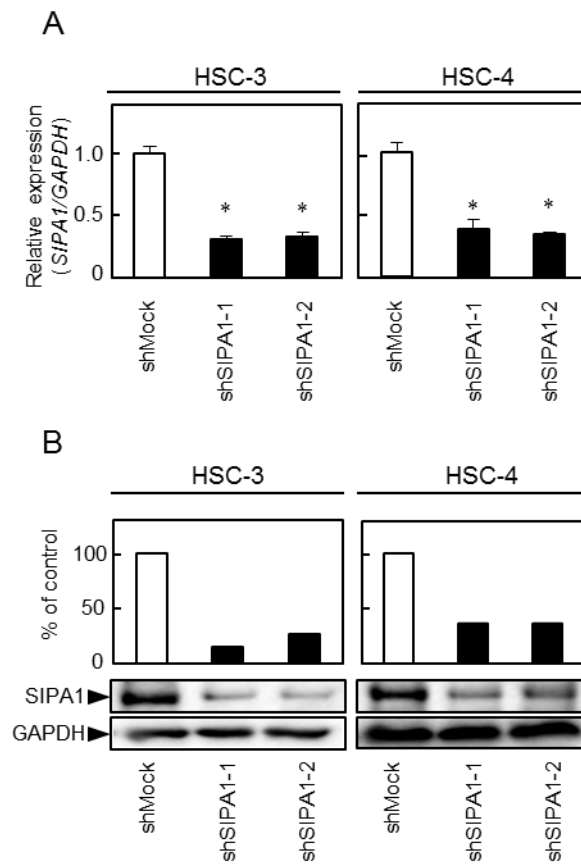 A
HSC-3
HSC-4
Relative expression
(SIPA1/GAPDH)
1.0
0.5
0
* * * *
shMock
shSIPA1-1
shSIPA1-2
shMock
shSIPA1-1
shSIPA1-2
B
HSC-3
HSC-4
% of control
100
50
0
SIPA1
GAPDH
shMock
shSIPA1-1
shSIPA1-2
shMock
shSIPA1-1
shSIPA1-2